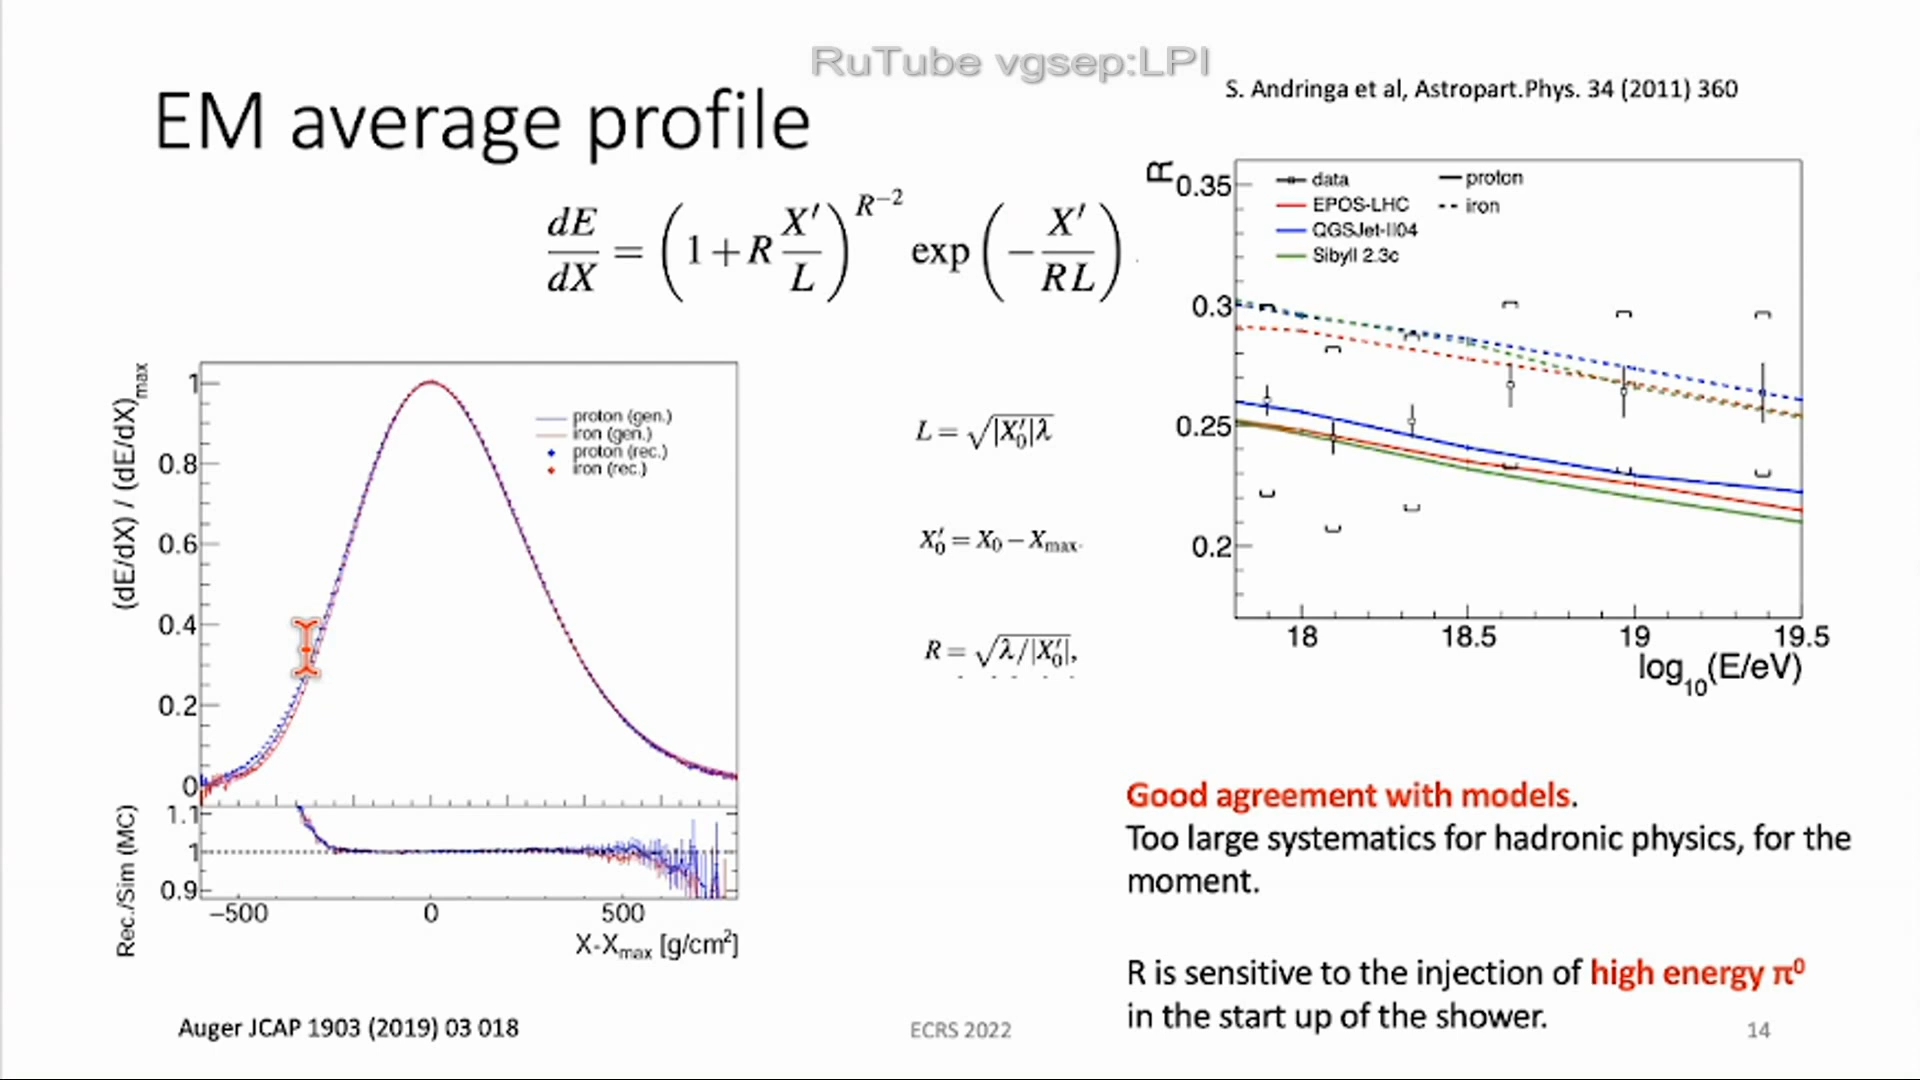 RuTube vgsep:LPI
EM average profile
S. Andringa et al, Astropart.Phys. 34 (2011) 360
dE/dX = (1+R X′/L)^{R−2} exp(−X′/RL)
R
0.35
0.3
0.25
0.2
data
EPOS-LHC
QGSJet-II04
Sibyll 2.3c
proton
iron
18 18.5 19 19.5
log10(E/eV)
(dE/dX) / (dE/dX)max
1
0.8
0.6
0.4
0.2
0
proton (gen.)
iron (gen.)
proton (rec.)
iron (rec.)
Rec./Sim (MC)
1.1
1
0.9
−500 0 500
X-Xmax [g/cm2]
L = √|X′0|λ
X′0 = X0 − Xmax.
R = √λ/|X′0|,
Good agreement with models.
Too large systematics for hadronic physics, for the
moment.
R is sensitive to the injection of high energy π0
in the start up of the shower.
Auger JCAP 1903 (2019) 03 018
ECRS 2022
14